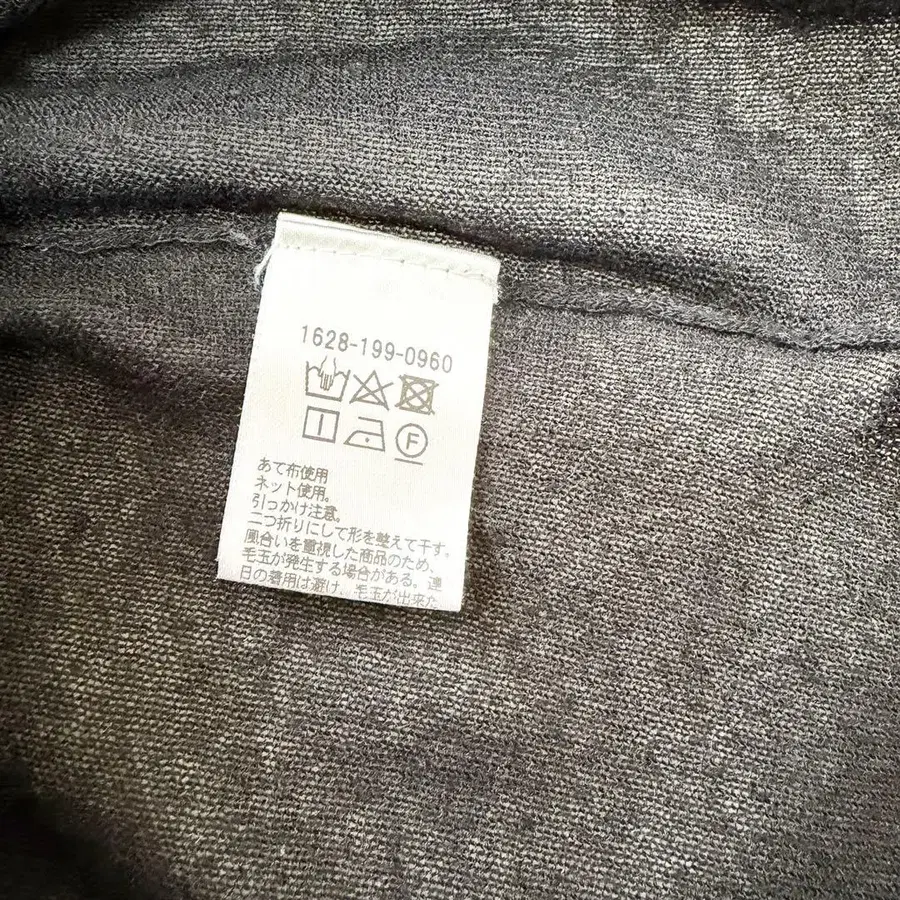 1628-199-0960
F
あて布使用
ネット使用。
引っかけ注意。
二つ折りにして形を整えて干す。
風合いを重視した商品のため、
毛玉が発生する場合がある。連
日の着用は避け、毛玉が出来た